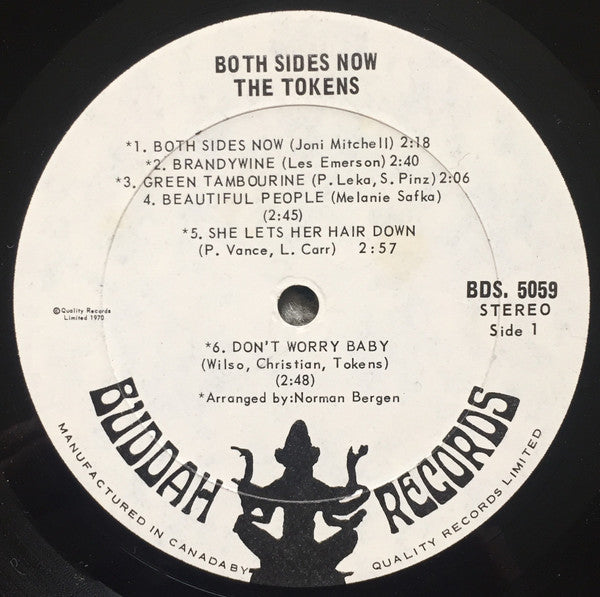 BOTH SIDES NOW
THE TOKENS
*1. BOTH SIDES NOW (Joni Mitchell) 2:18
*2. BRANDYWINE (Les Emerson) 2:40
*3. GREEN TAMBOURINE (P. Leka, S. Pinz) 2:06
4. BEAUTIFUL PEOPLE (Melanie Safka)
(2:45)
*5. SHE LETS HER HAIR DOWN
(P. Vance, L. Carr) 2:57
BDS. 5059
STEREO
Side 1
©Quality Records
Limited 1970
*6. DON'T WORRY BABY
(Wilso, Christian, Tokens)
(2:48)
*Arranged by:Norman Bergen
BUDDAH RECORDS
MANUFACTURED IN CANADA BY QUALITY RECORDS LIMITED